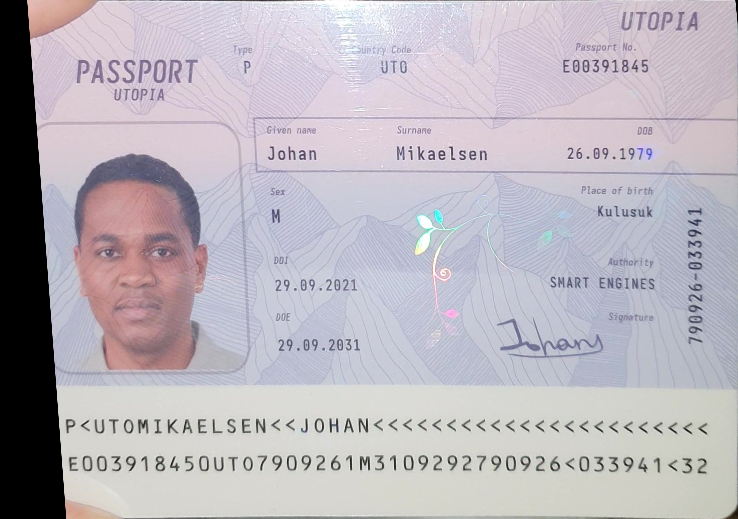 UTOPIA
PASSPORT
UTOPIA
Type
P
Country Code
UTO
Passport No.
E00391845
Given name
Johan
Surname
Mikaelsen
DOB
26.09.1979
Sex
M
Place of birth
Kulusuk
DOI
29.09.2021
Authority
SMART ENGINES
DOE
29.09.2031
Signature
Johans
790926-033941
P<UTOMIKAELSEN<<JOHAN<<<<<<<<<<<<<<<<<<<<<<<
E003918450UTO7909261M3109292790926<033941<32